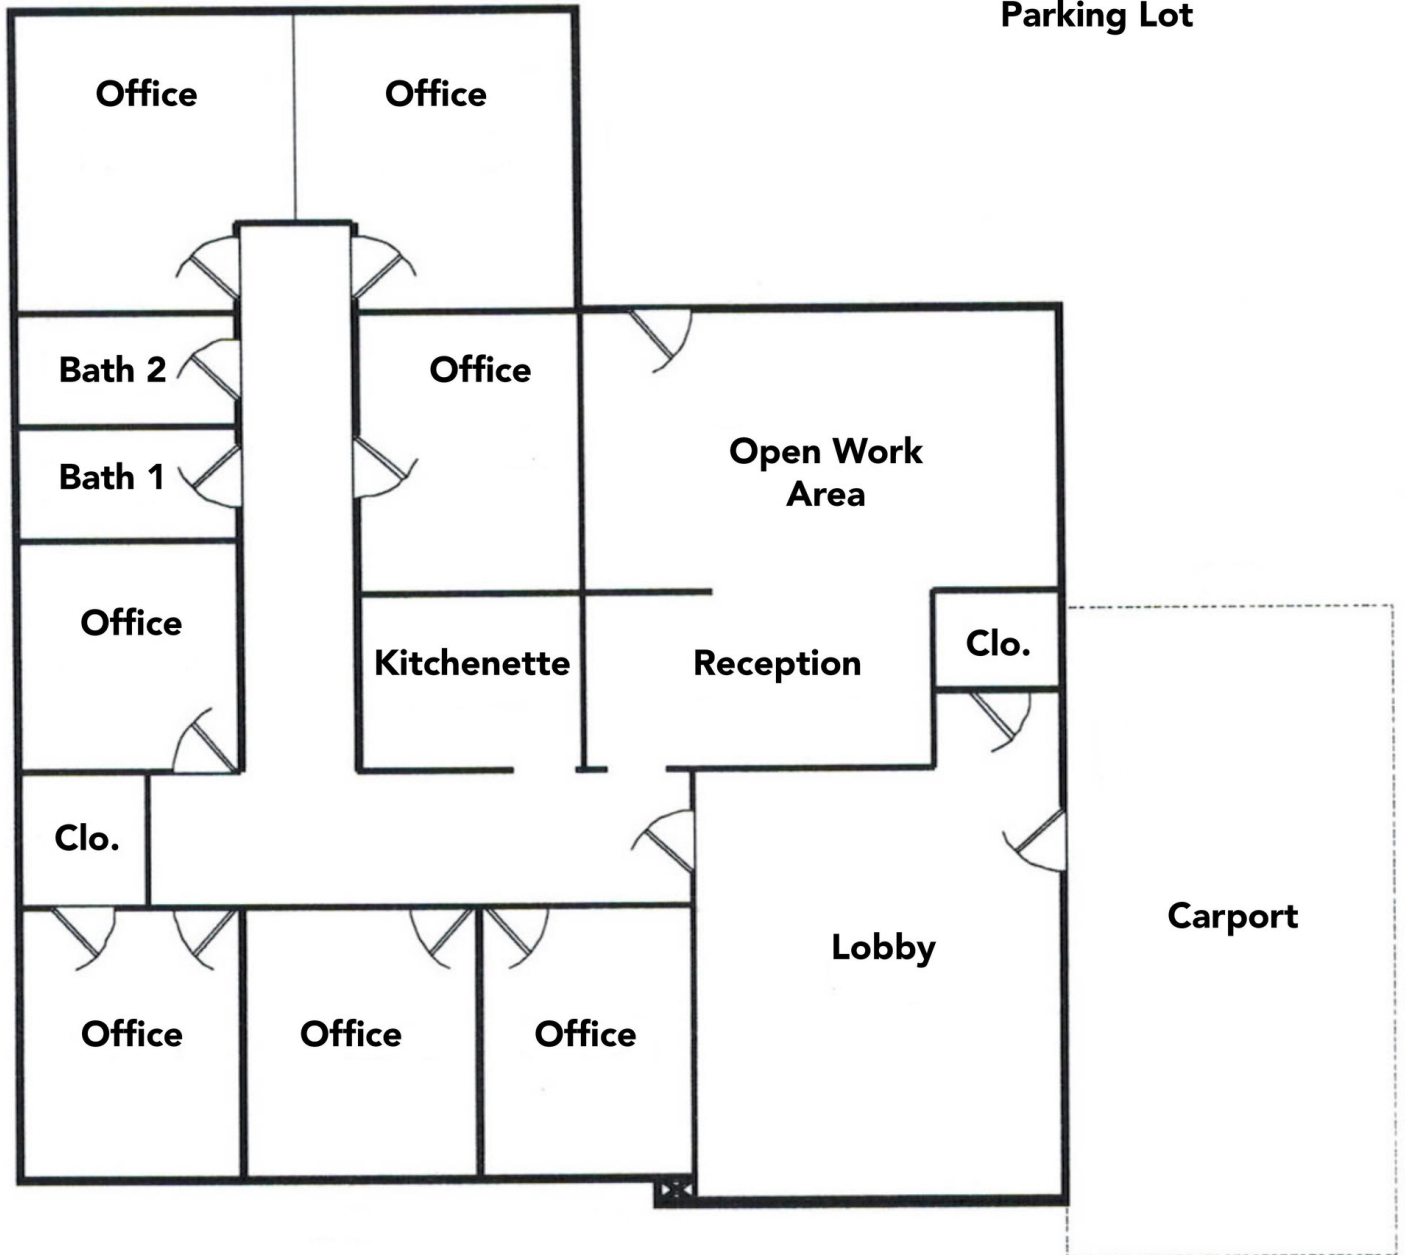 Parking Lot
Office
Office
Bath 2
Office
Open Work
Area
Bath 1
Office
Clo.
Kitchenette
Reception
Clo.
Carport
Lobby
Office
Office
Office